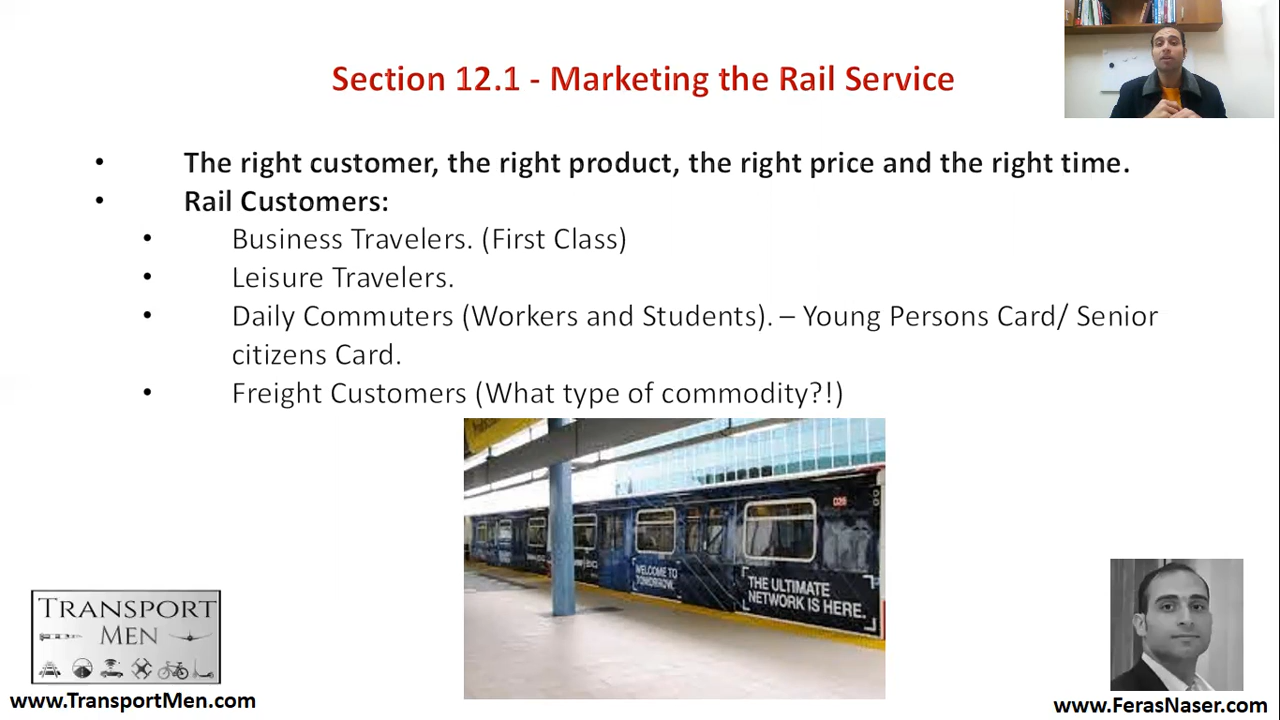 Section 12.1 - Marketing the Rail Service
• The right customer, the right product, the right price and the right time.
• Rail Customers:
• Business Travelers. (First Class)
• Leisure Travelers.
• Daily Commuters (Workers and Students). – Young Persons Card/ Senior
citizens Card.
• Freight Customers (What type of commodity?!)
026
WELCOME TO
TOMORROW.
THE ULTIMATE
NETWORK IS HERE.
TRANSPORT
MEN
www.TransportMen.com
www.FerasNaser.com